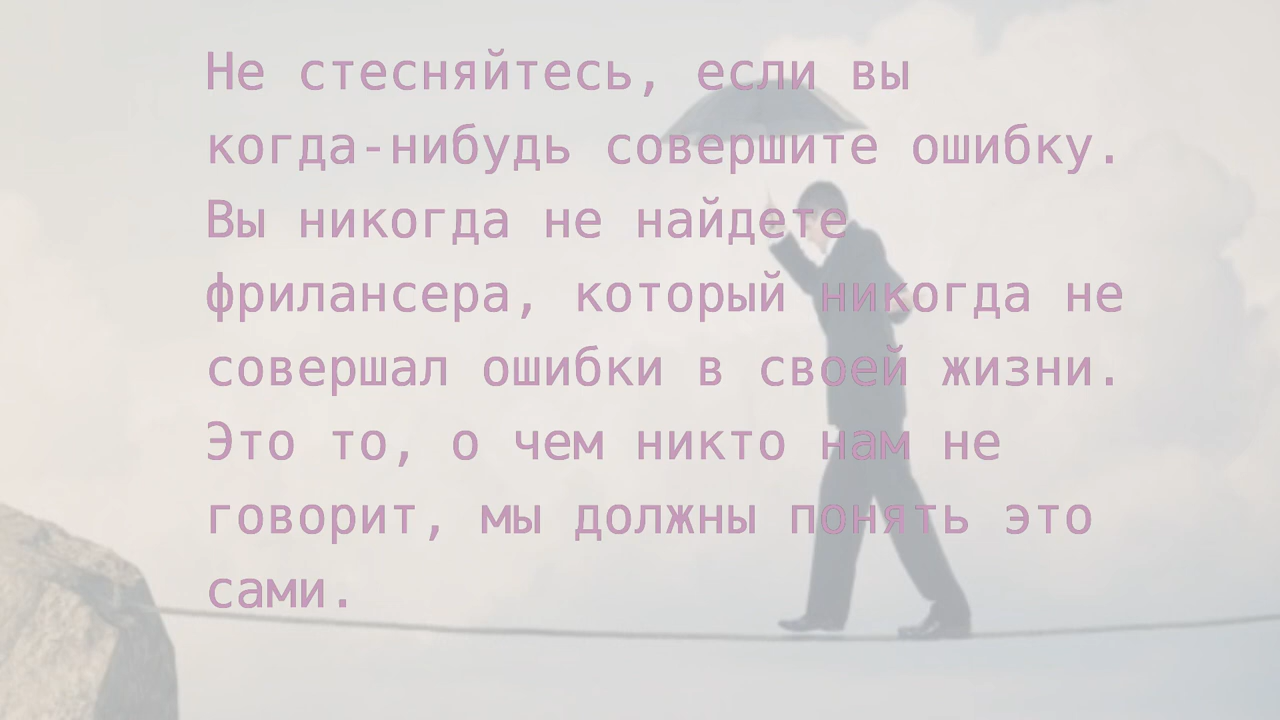 Не стесняйтесь, если вы
когда-нибудь совершите ошибку.
Вы никогда не найдете
фрилансера, который никогда не
совершал ошибки в своей жизни.
Это то, о чем никто нам не
говорит, мы должны понять это
сами.